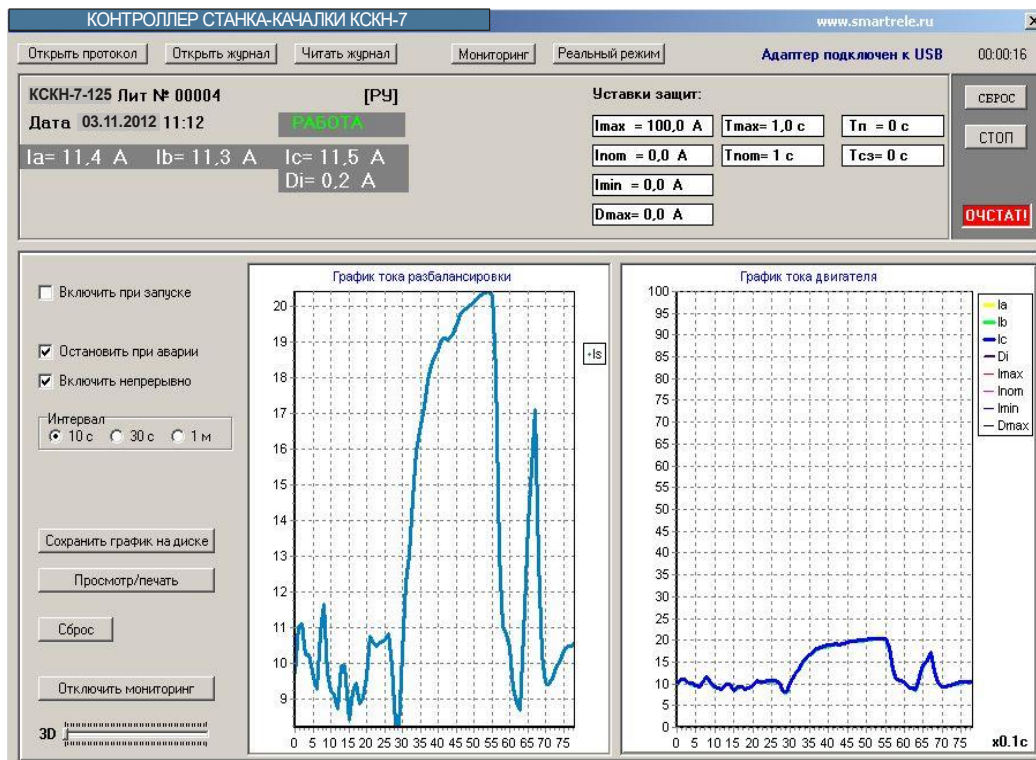 КОНТРОЛЛЕР СТАНКА-КАЧАЛКИ КСКН-7
www.smartrele.ru
Открыть протокол
Открыть журнал
Читать журнал
Мониторинг
Реальный режим
Адаптер подключен к USB
00:00:16
КСКН-7-125 Лит № 00004
[РУ]
Дата 03.11.2012 11:12
РАБОТА
Ia= 11,4 A Ib= 11,3 A Ic= 11,5 A
Di= 0,2 A
Уставки защит:
Imax = 100,0 A
Tmax= 1,0 с
Тп = 0 с
Inom = 0,0 A
Tnom= 1 с
Тсз= 0 с
Imin = 0,0 A
Dmax= 0,0 A
СБРОС
СТОП
ОЧСТАТ!
Включить при запуске
Остановить при аварии
Включить непрерывно
Интервал
10 с
30 с
1 м
Сохранить график на диске
Просмотр/печать
Сброс
Отключить мониторинг
3D
График тока разбалансировки
20
19
18
17
16
15
14
13
12
11
10
9
0 5 10 15 20 25 30 35 40 45 50 55 60 65 70 75
Is
График тока двигателя
100
95
90
85
80
75
70
65
60
55
50
45
40
35
30
25
20
15
10
5
0
0 5 10 15 20 25 30 35 40 45 50 55 60 65 70 75
x0.1с
Ia
Ib
Ic
Di
Imax
Inom
Imin
Dmax